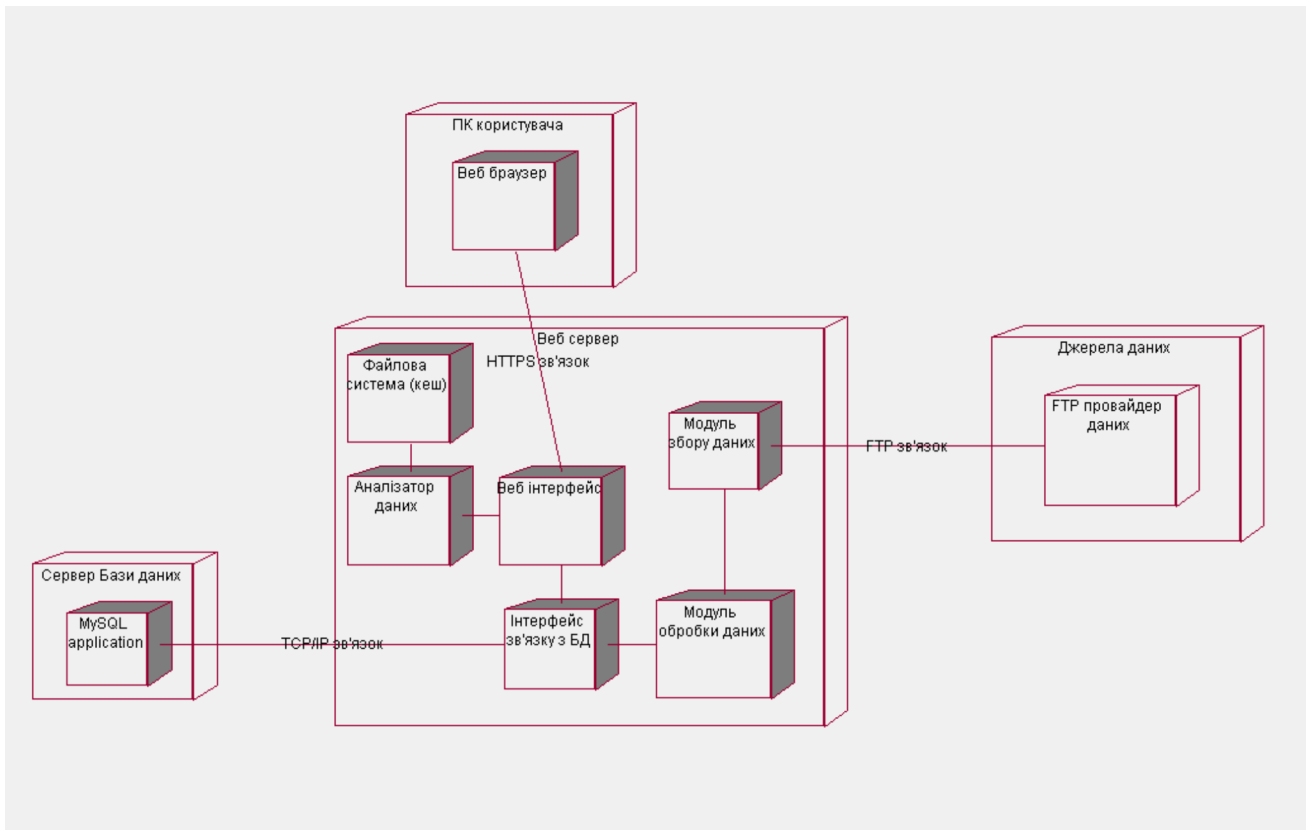 ПК користувача
Веб браузер
Веб сервер
HTTPS зв'язок
Файлова
система (кеш)
Аналізатор
даних
Веб інтерфейс
Модуль
збору даних
FTP зв'язок
Джерела даних
FTP провайдер
даних
Сервер Бази даних
MySQL
application
TCP/IP зв'язок
Інтерфейс
зв'язку з БД
Модуль
обробки даних